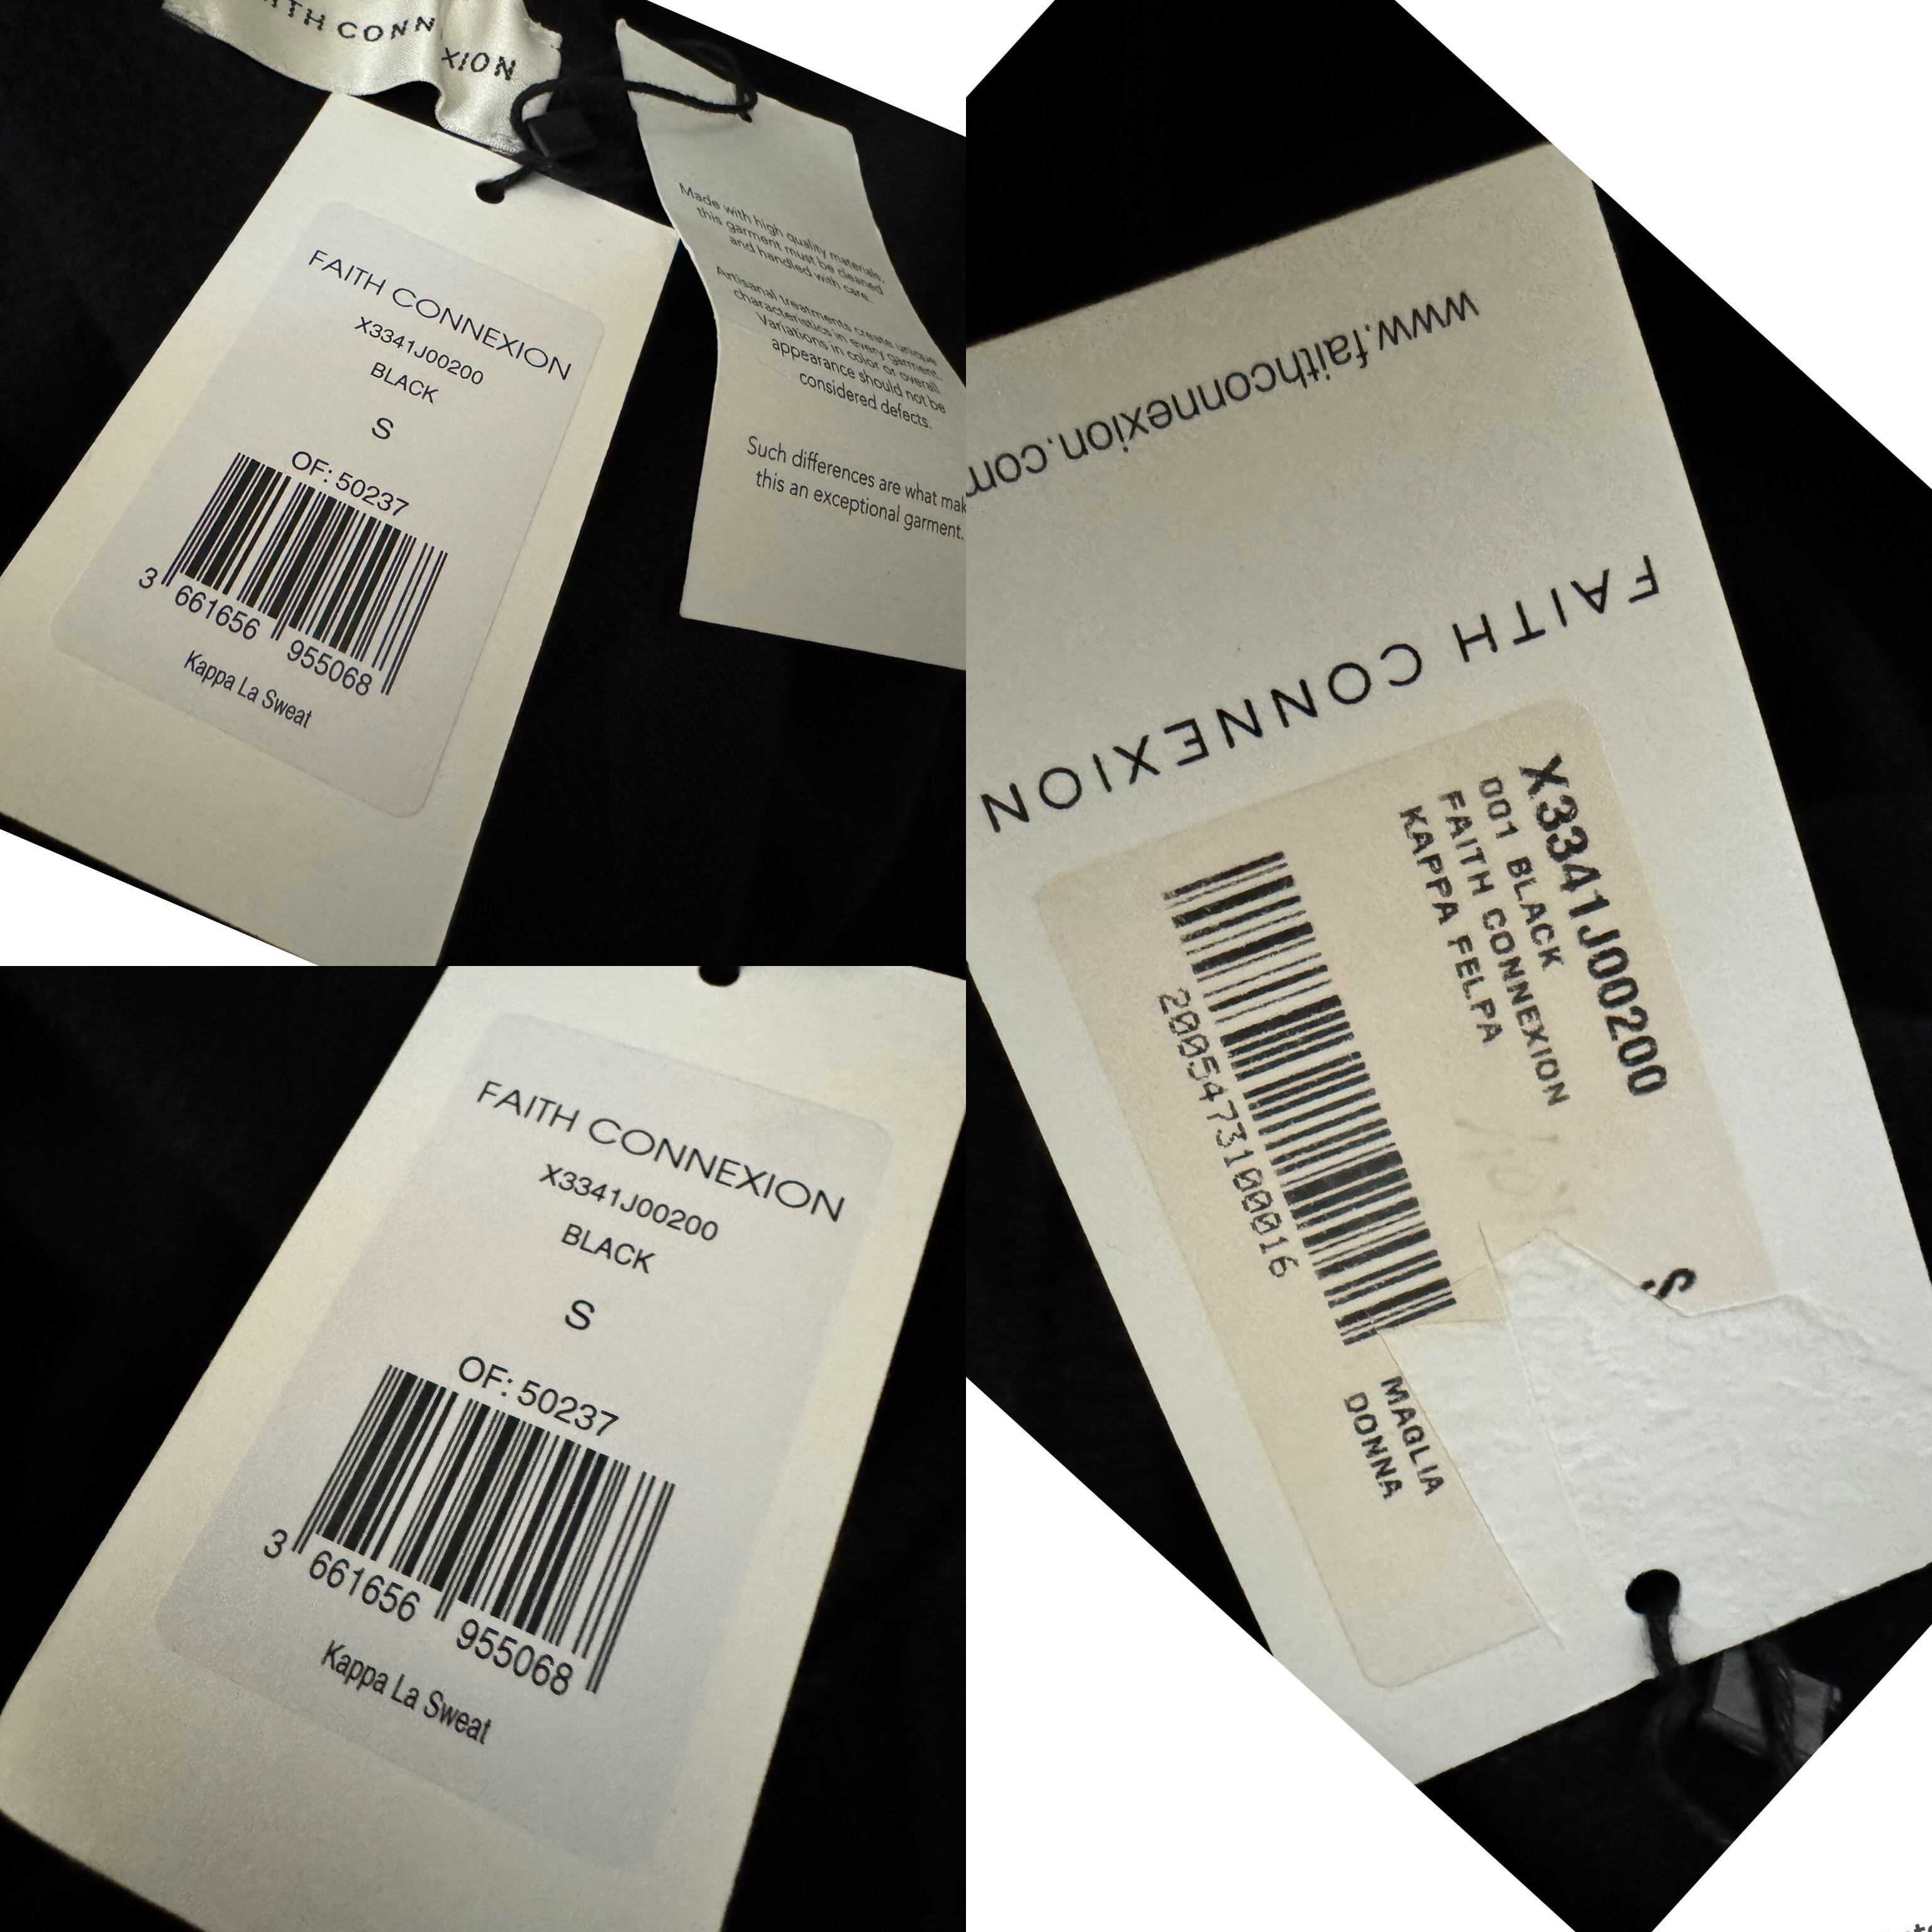 FAITH CONNEXION
X3341J00200
BLACK
S
OF: 50237
3 661656 955068
Kappa La Sweat
Made with high quality materials,
this garment must be cleaned
and handled with care.
Artisanal treatments create unique
characteristics in every garment.
Variations in color or overall
appearance should not be
considered defects.
Such differences are what mak
this an exceptional garment.
www.faithconnexion.com
FAITH CONNEXION
X3341J00200
001 BLACK
FAITH CONNEXION
KAPPA FELPA
S
2005473100016
MAGLIA
DONNA
FAITH CONNEXION
X3341J00200
BLACK
S
OF: 50237
3 661656 955068
Kappa La Sweat